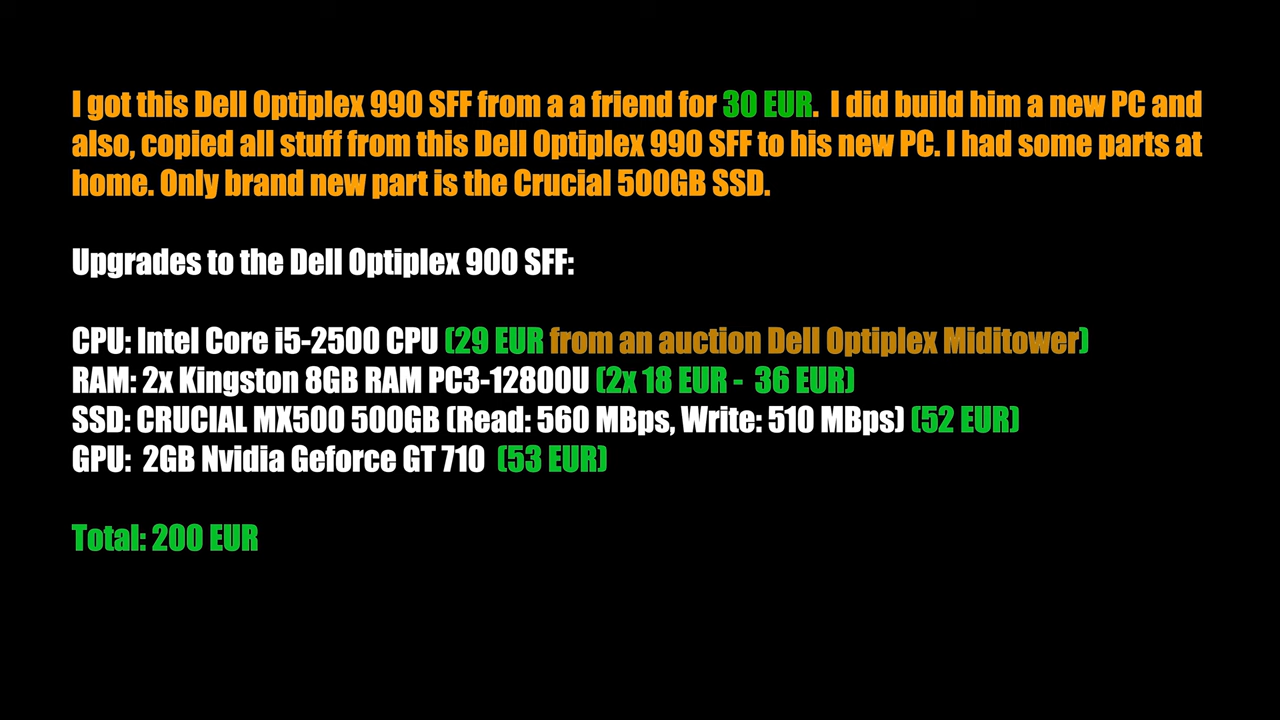 I got this Dell Optiplex 990 SFF from a a friend for 30 EUR.  I did build him a new PC and
also, copied all stuff from this Dell Optiplex 990 SFF to his new PC. I had some parts at
home. Only brand new part is the Crucial 500GB SSD.
Upgrades to the Dell Optiplex 900 SFF:
CPU: Intel Core i5-2500 CPU (29 EUR from an auction Dell Optiplex Miditower)
RAM: 2x Kingston 8GB RAM PC3-12800U (2x 18 EUR -  36 EUR)
SSD: CRUCIAL MX500 500GB (Read: 560 MBps, Write: 510 MBps) (52 EUR)
GPU:  2GB Nvidia Geforce GT 710  (53 EUR)
Total: 200 EUR